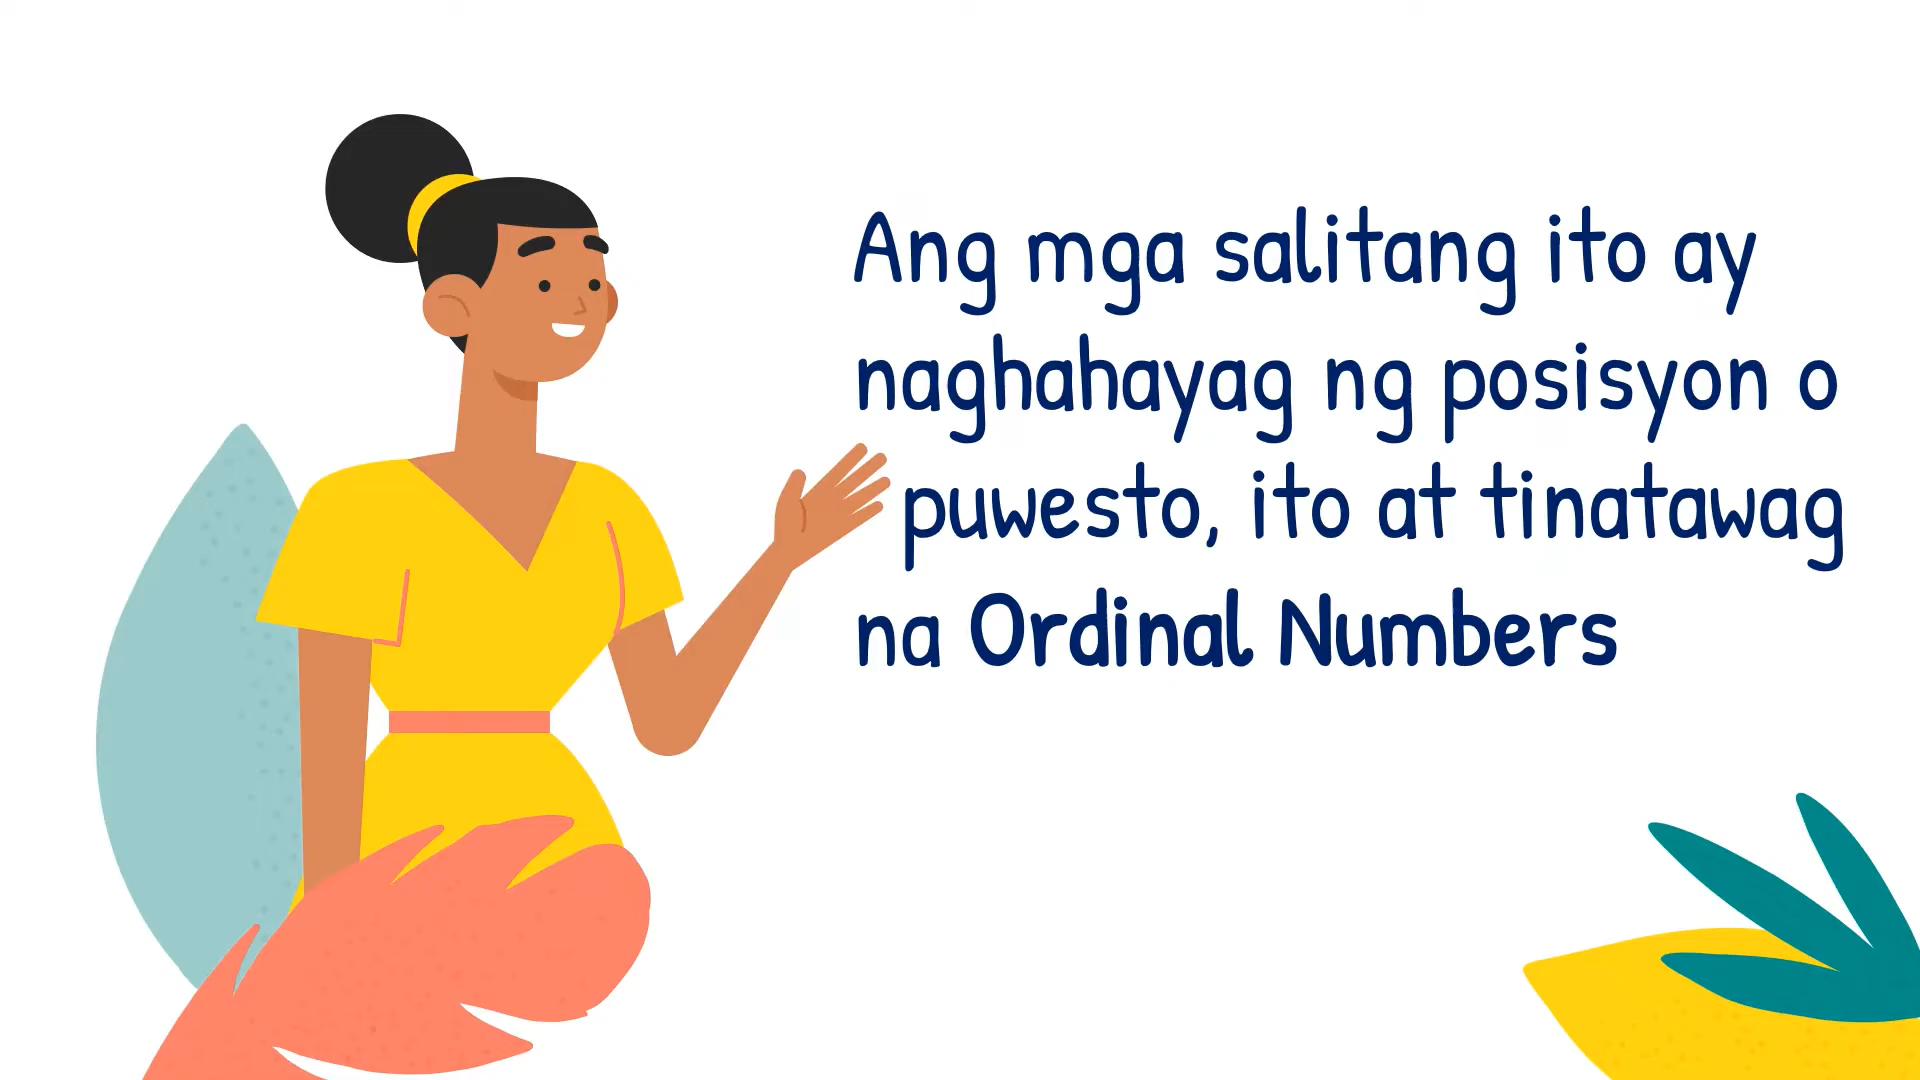 Ang mga salitang ito ay
naghahayag ng posisyon o
puwesto, ito at tinatawag
na Ordinal Numbers